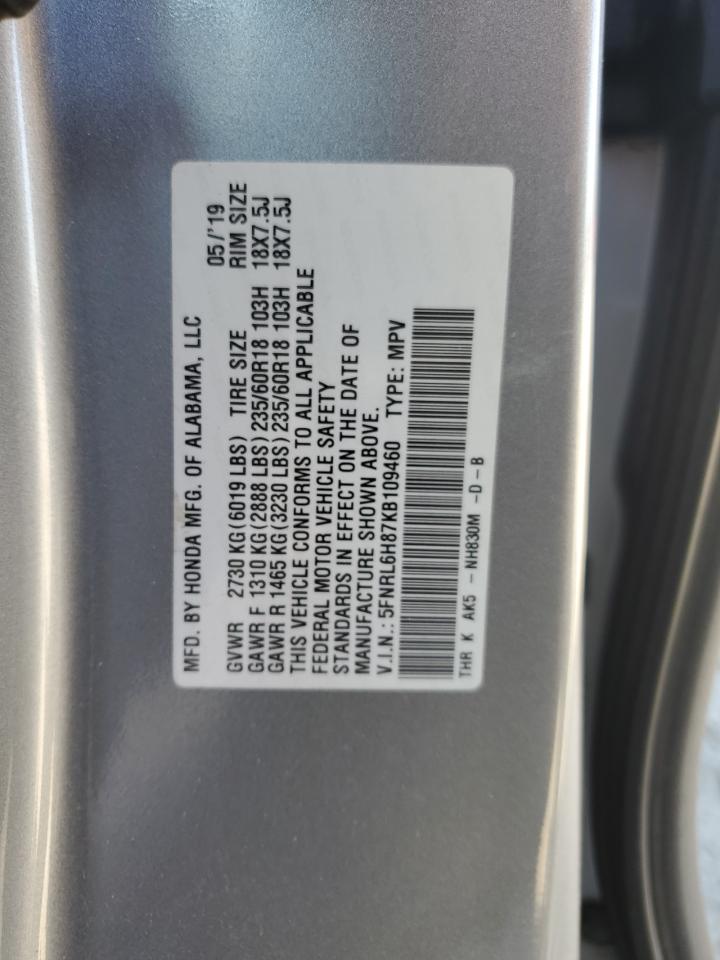 MFD. BY HONDA MFG. OF ALABAMA, LLC 05/'19
GVWR 2730 KG(6019 LBS) TIRE SIZE RIM SIZE
GAWR F 1310 KG(2888 LBS) 235/60R18 103H 18X7.5J
GAWR R 1465 KG(3230 LBS) 235/60R18 103H 18X7.5J
THIS VEHICLE CONFORMS TO ALL APPLICABLE
FEDERAL MOTOR VEHICLE SAFETY
STANDARDS IN EFFECT ON THE DATE OF
MANUFACTURE SHOWN ABOVE.
V.I.N.: 5FNRL6H87KB109460 TYPE: MPV
THR K AK5 - NH830M -D-B